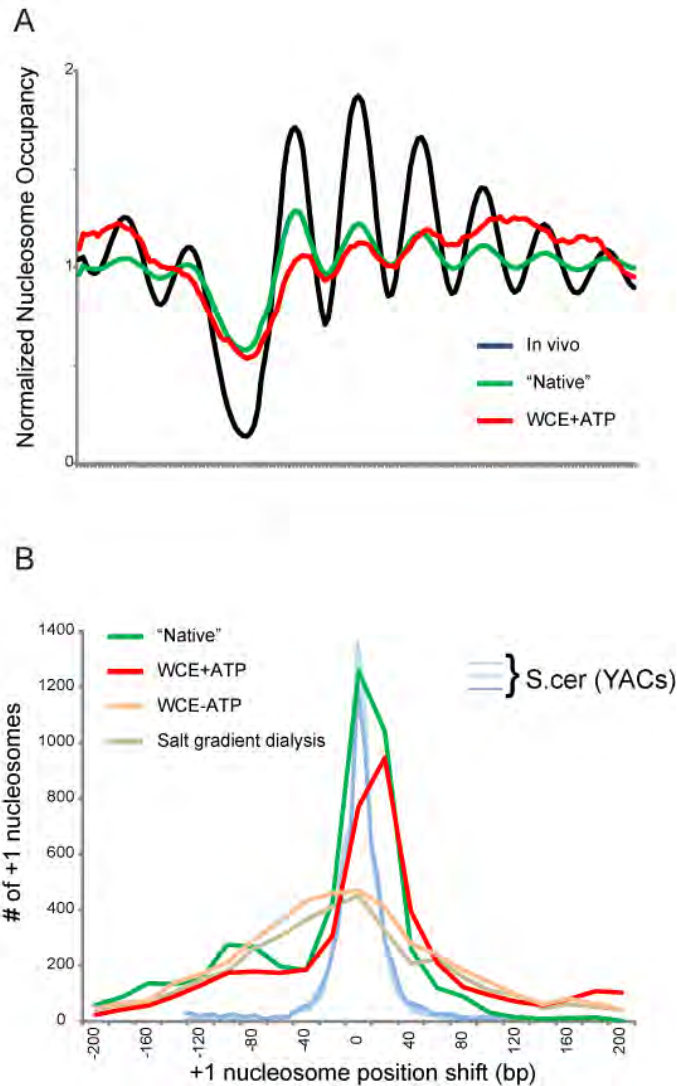 A
Normalized Nucleosome Occupancy
2
1
0
In vivo
"Native"
WCE+ATP
B
# of +1 nucleosomes
1400
1200
1000
800
600
400
200
0
"Native"
WCE+ATP
WCE-ATP
Salt gradient dialysis
} S.cer (YACs)
-200
-160
-120
-80
-40
0
40
80
120
160
200
+1 nucleosome position shift (bp)